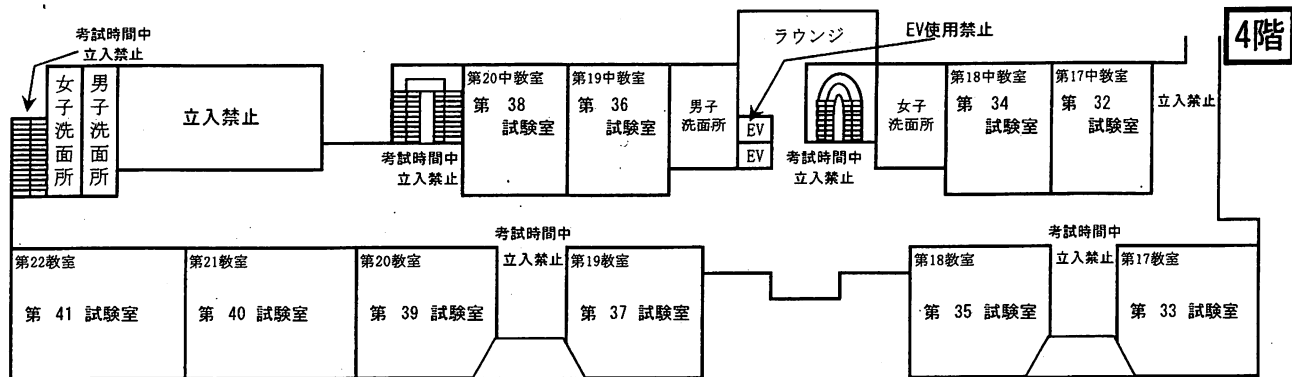 4階
考試時間中
立入禁止
女子洗面所
男子洗面所
立入禁止
考試時間中
立入禁止
第20中教室
第 38
試験室
第19中教室
第 36
試験室
男子
洗面所
ラウンジ
EV使用禁止
EV
EV
考試時間中
立入禁止
女子
洗面所
第18中教室
第 34
試験室
第17中教室
第 32
試験室
立入禁止
第22教室
第 41 試験室
第21教室
第 40 試験室
第20教室
第 39 試験室
考試時間中
立入禁止
第19教室
第 37 試験室
第18教室
第 35 試験室
考試時間中
立入禁止
第17教室
第 33 試験室